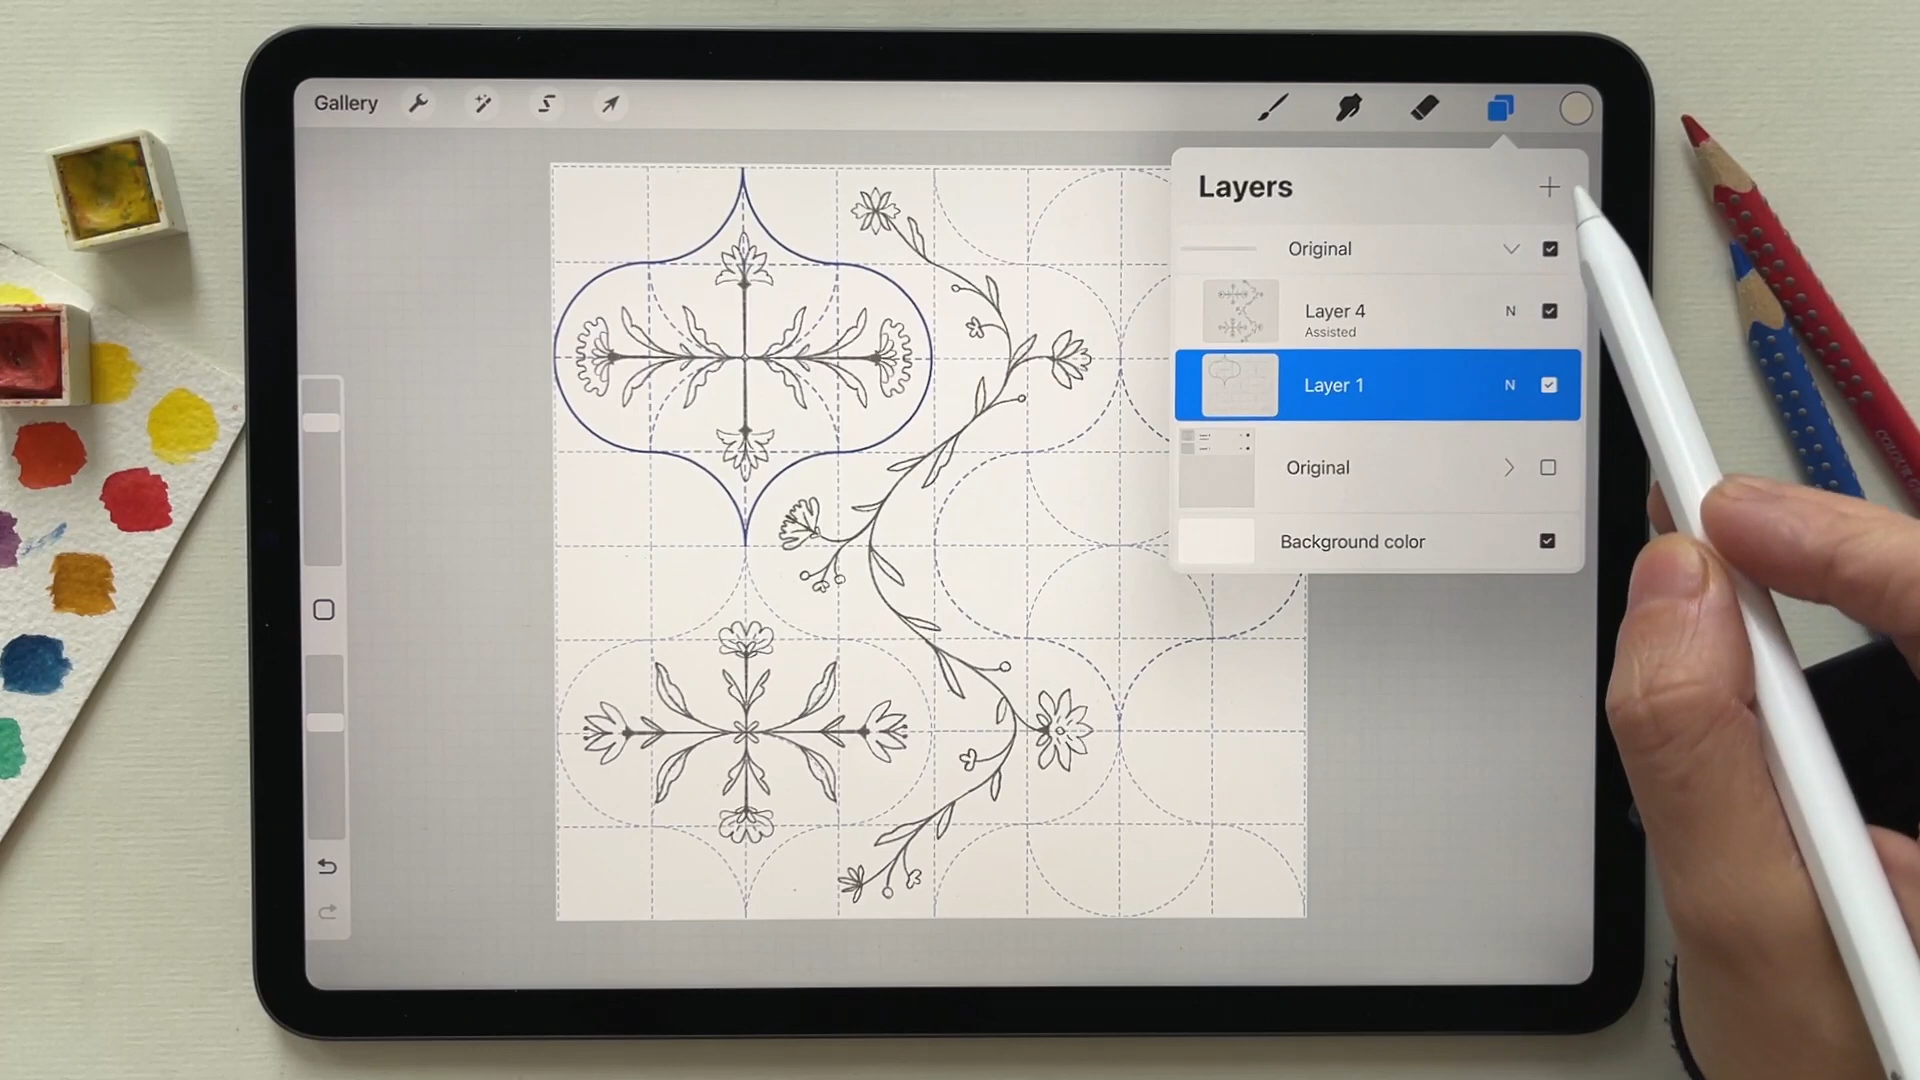 Gallery
Layers
Original
Layer 4
Assisted
N
Layer 1
N
Original
Background color